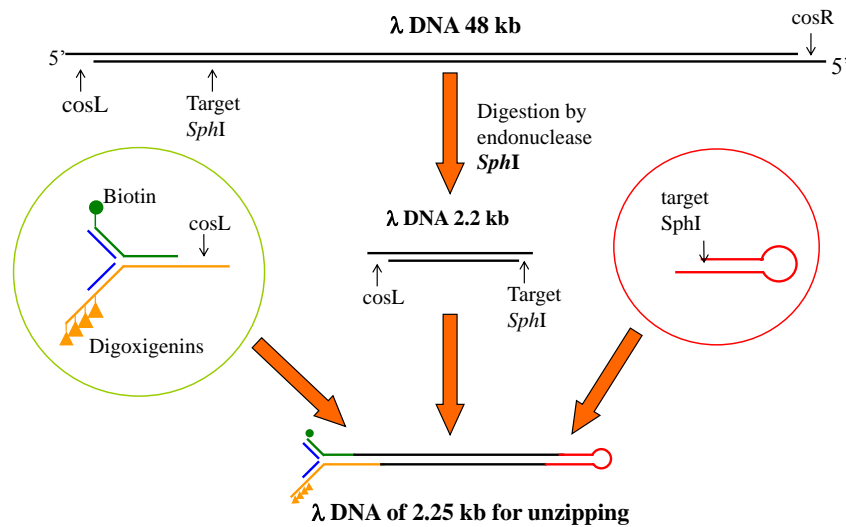 λ DNA 48 kb
cosR
5’
5’
cosL
Target
SphI
Digestion by
endonuclease
SphI
Biotin
cosL
Digoxigenins
λ DNA 2.2 kb
cosL
Target
SphI
target
SphI
λ DNA of 2.25 kb for unzipping